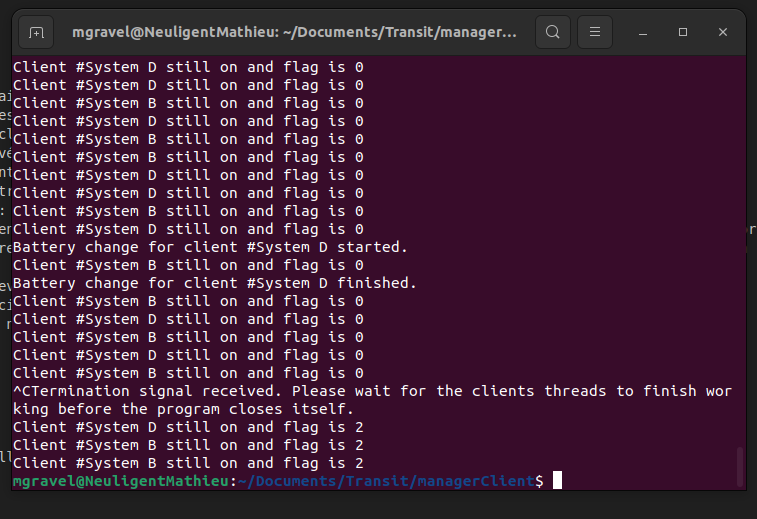 mgravel@NeuligentMathieu: ~/Documents/Transit/manager...
Client #System D still on and flag is 0
Client #System D still on and flag is 0
Client #System B still on and flag is 0
Client #System D still on and flag is 0
Client #System B still on and flag is 0
Client #System B still on and flag is 0
Client #System D still on and flag is 0
Client #System D still on and flag is 0
Client #System B still on and flag is 0
Client #System D still on and flag is 0
Battery change for client #System D started.
Client #System B still on and flag is 0
Battery change for client #System D finished.
Client #System B still on and flag is 0
Client #System D still on and flag is 0
Client #System B still on and flag is 0
Client #System D still on and flag is 0
Client #System B still on and flag is 0
^CTermination signal received. Please wait for the clients threads to finish wor
king before the program closes itself.
Client #System D still on and flag is 2
Client #System B still on and flag is 2
Client #System B still on and flag is 2
mgravel@NeuligentMathieu:~/Documents/Transit/managerClient$